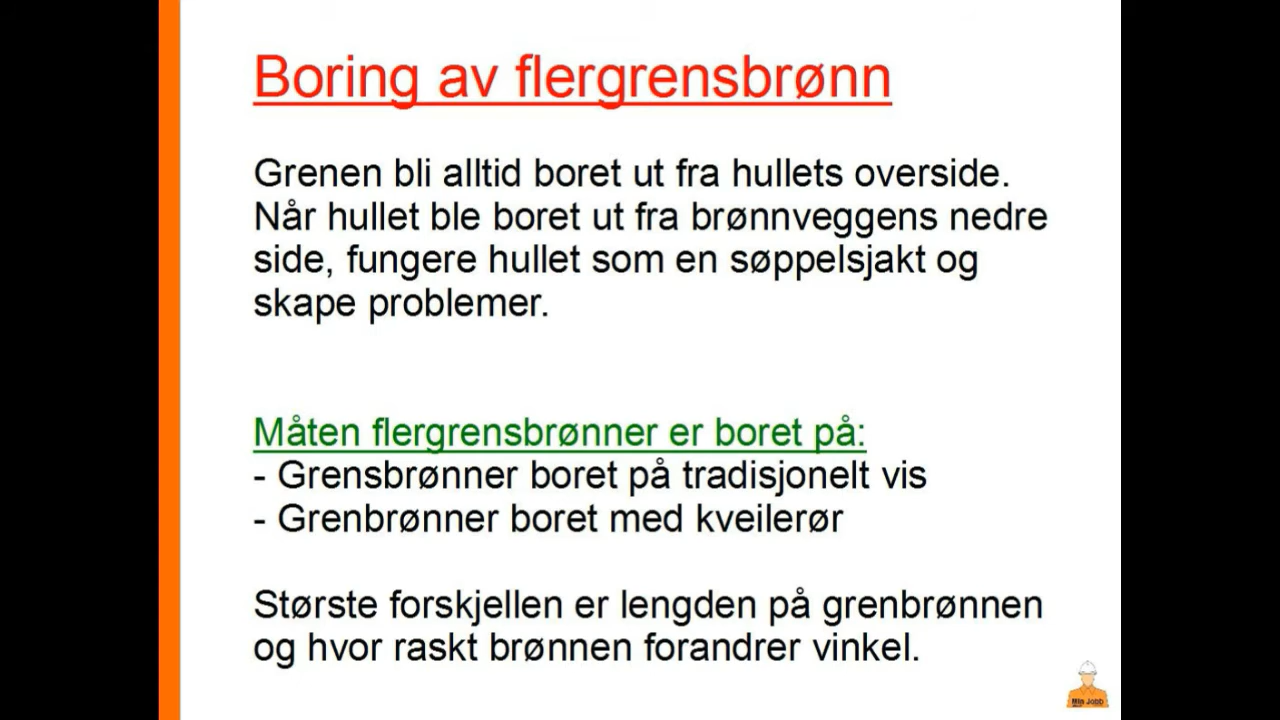 Boring av flergrensbrønn
Grenen bli alltid boret ut fra hullets overside.
Når hullet ble boret ut fra brønnveggens nedre
side, fungere hullet som en søppelsjakt og
skape problemer.
Måten flergrensbrønner er boret på:
- Grensbrønner boret på tradisjonelt vis
- Grenbrønner boret med kveilerør
Største forskjellen er lengden på grenbrønnen
og hvor raskt brønnen forandrer vinkel.
Min Jobb